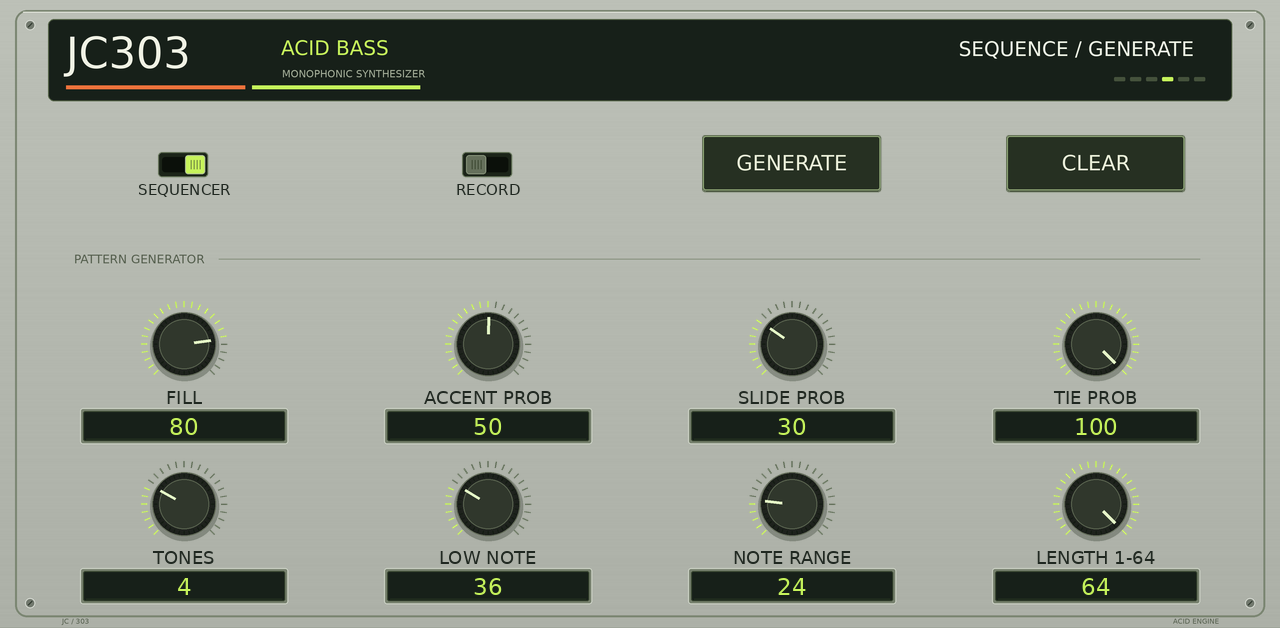 JC303
ACID BASS
MONOPHONIC SYNTHESIZER
SEQUENCE / GENERATE
SEQUENCER
RECORD
GENERATE
CLEAR
PATTERN GENERATOR
FILL
ACCENT PROB
SLIDE PROB
TIE PROB
80
50
30
100
TONES
LOW NOTE
NOTE RANGE
LENGTH 1-64
4
36
24
64
JC / 303
ACID ENGINE